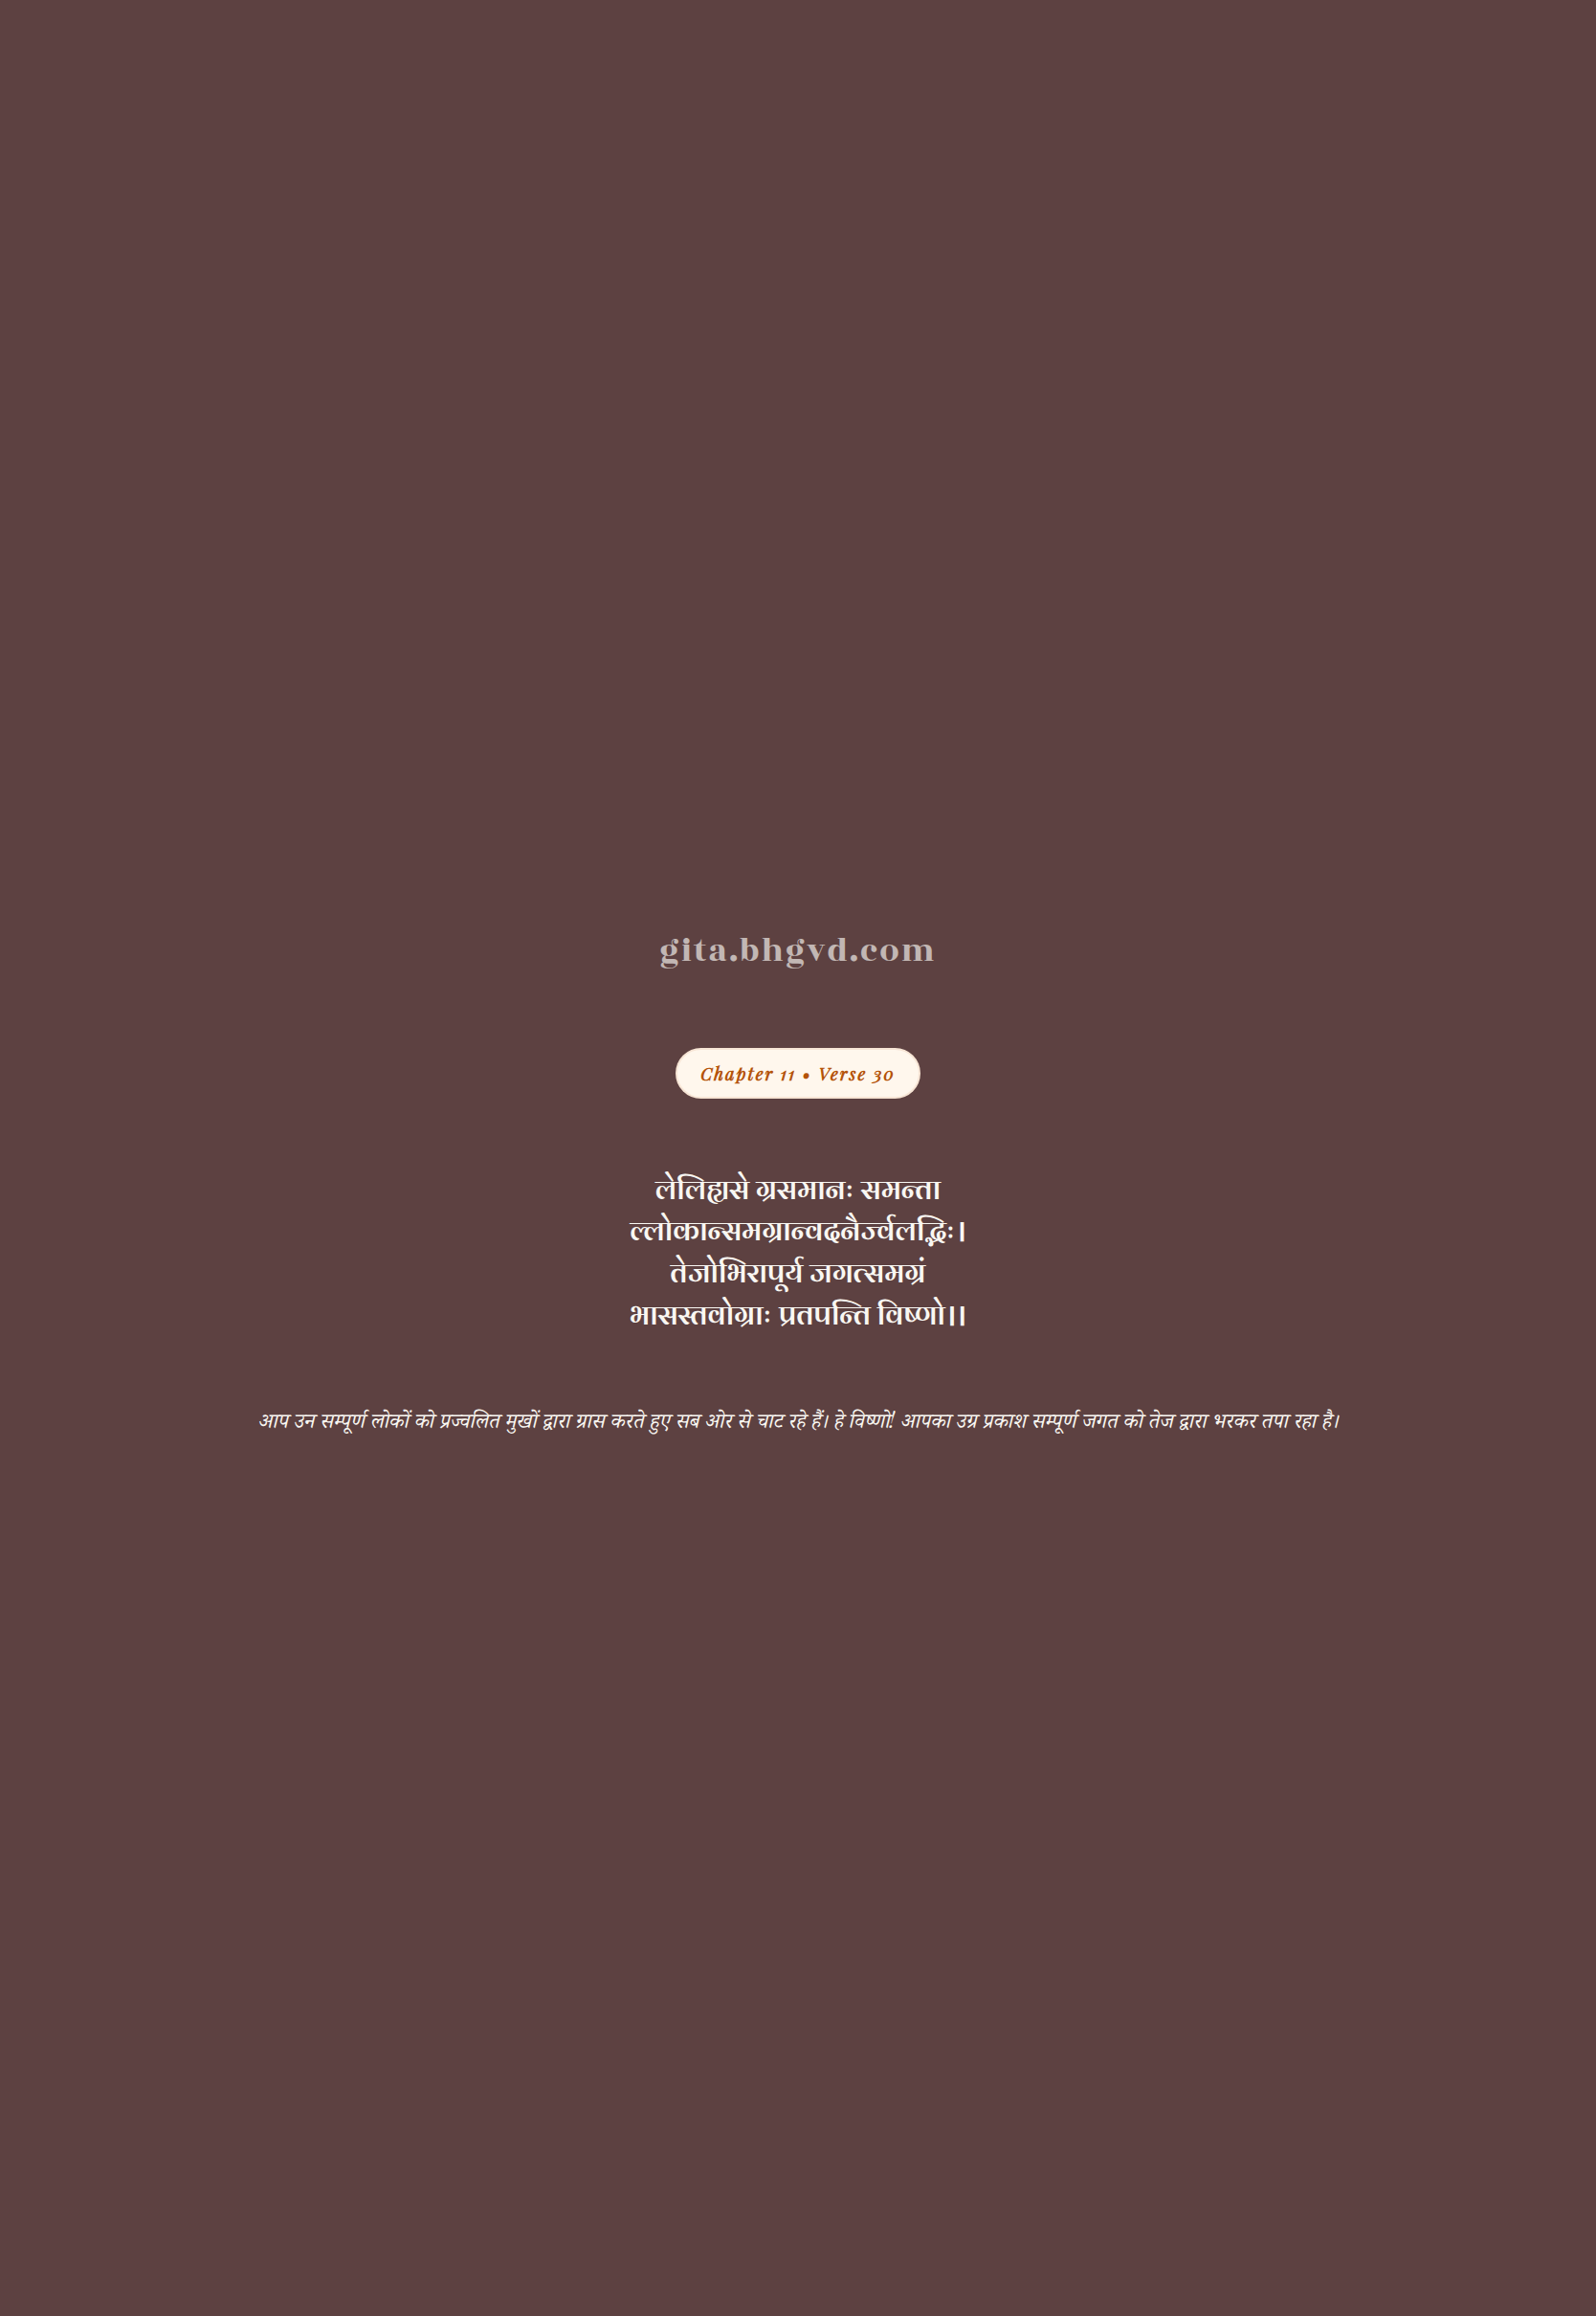 gita.bhgvd.com
Chapter 11 • Verse 30
लेलिह्यसे ग्रसमानः समन्ता
ल्लोकान्समग्रान्वदनैर्ज्वलद्भिः।
तेजोभिरापूर्य जगत्समग्रं
भासस्तवोग्राः प्रतपन्ति विष्णो।।
आप उन सम्पूर्ण लोकों को प्रज्वलित मुखों द्वारा ग्रास करते हुए सब ओर से चाट रहे हैं। हे विष्णो! आपका उग्र प्रकाश सम्पूर्ण जगत को तेज द्वारा भरकर तपा रहा है।